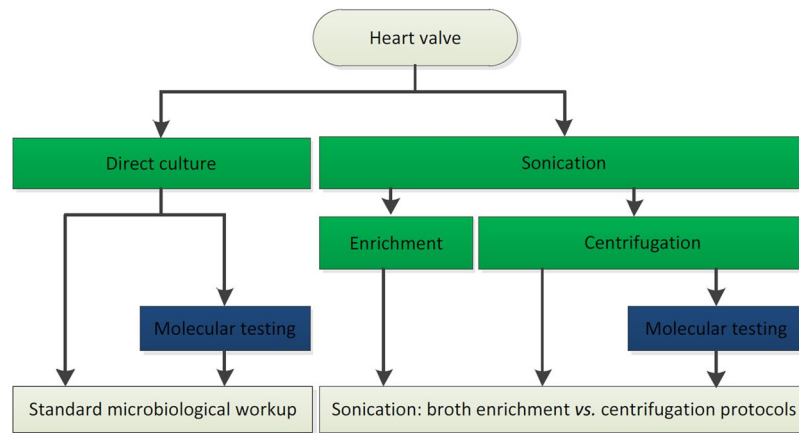 Heart valve
Direct culture
Sonication
Enrichment
Centrifugation
Molecular testing
Molecular testing
Standard microbiological workup
Sonication: broth enrichment vs. centrifugation protocols